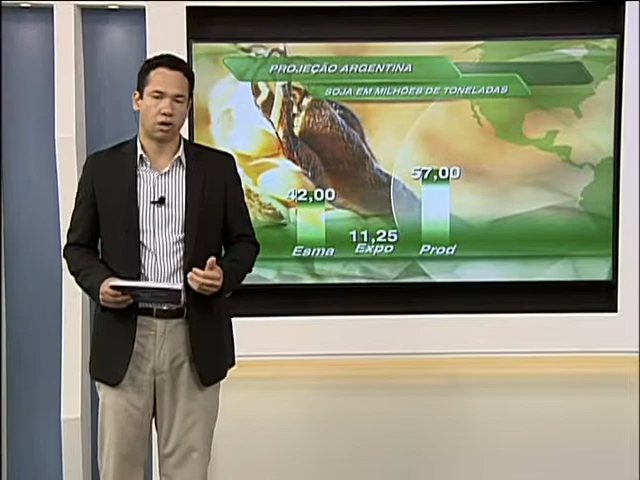 PROJEÇÃO ARGENTINA
SOJA EM MILHÕES DE TONELADAS
42,00
57,00
11,25
Esma
Expo
Prod